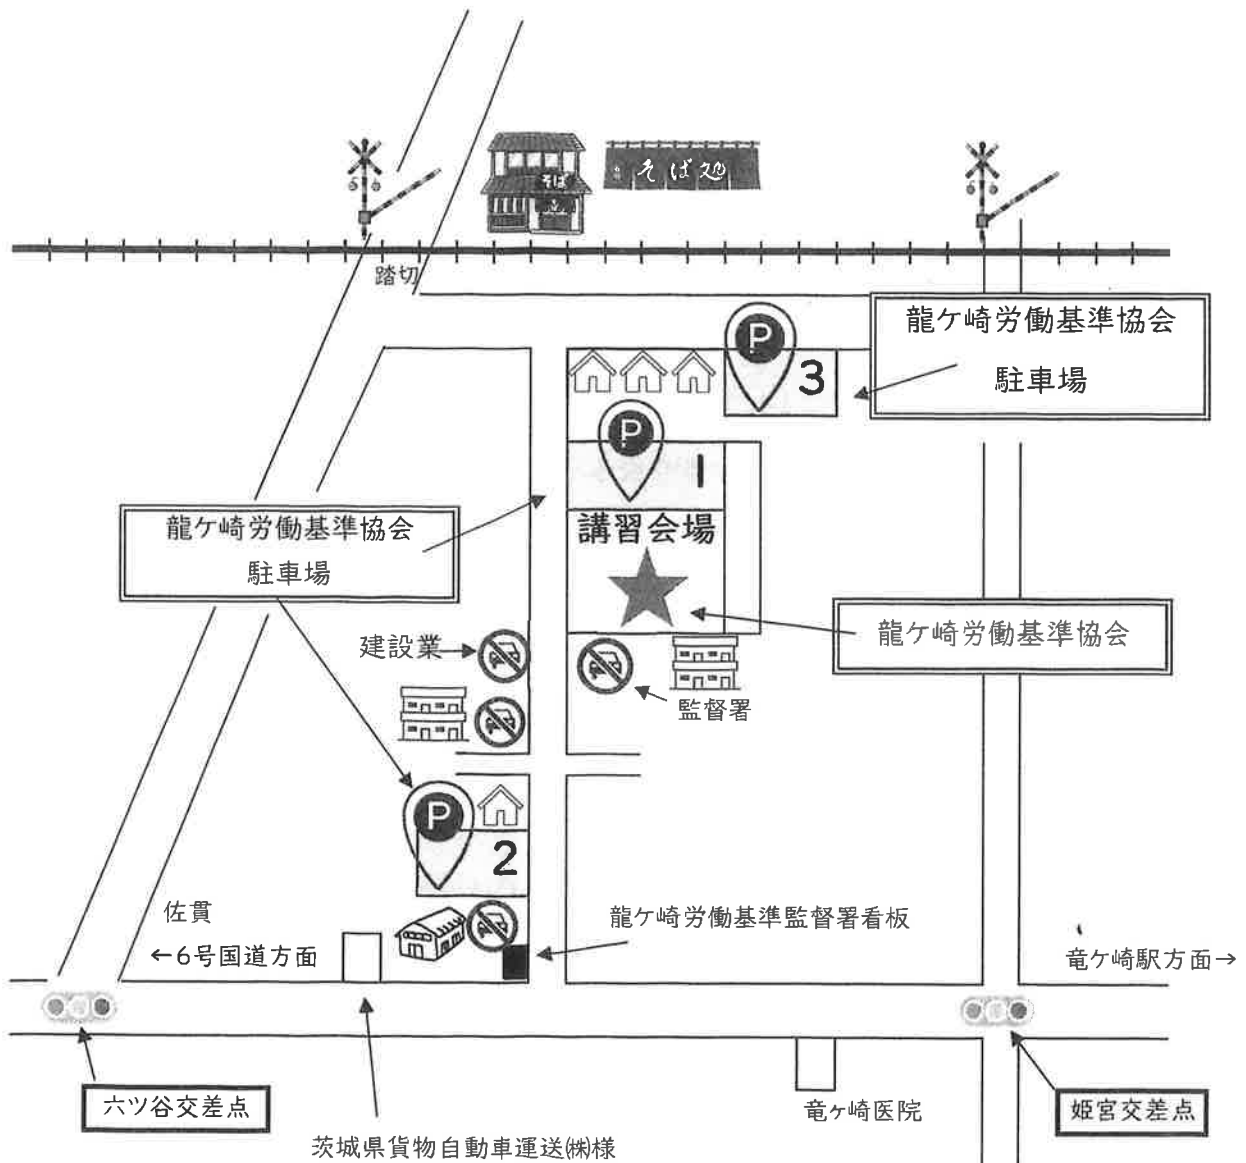 そば
そば処
踏切
龍ケ崎労働基準協会
駐車場
P
3
P
1
講習会場
龍ケ崎労働基準協会
駐車場
龍ケ崎労働基準協会
建設業
監督署
P
2
佐貫
←6号国道方面
龍ケ崎労働基準監督署看板
竜ケ崎駅方面→
六ツ谷交差点
竜ヶ崎医院
姫宮交差点
茨城県貨物自動車運送㈱様